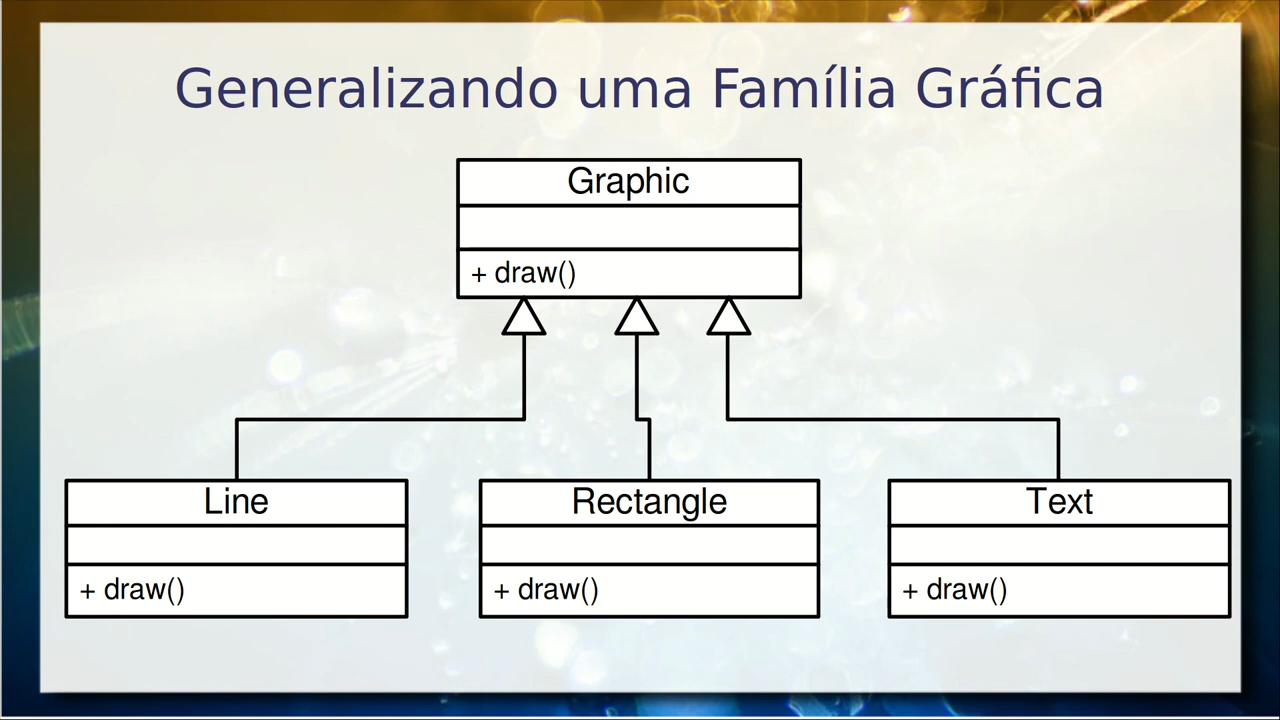 Generalizando uma Família Gráfica
Graphic
+ draw()
Line
+ draw()
Rectangle
+ draw()
Text
+ draw()